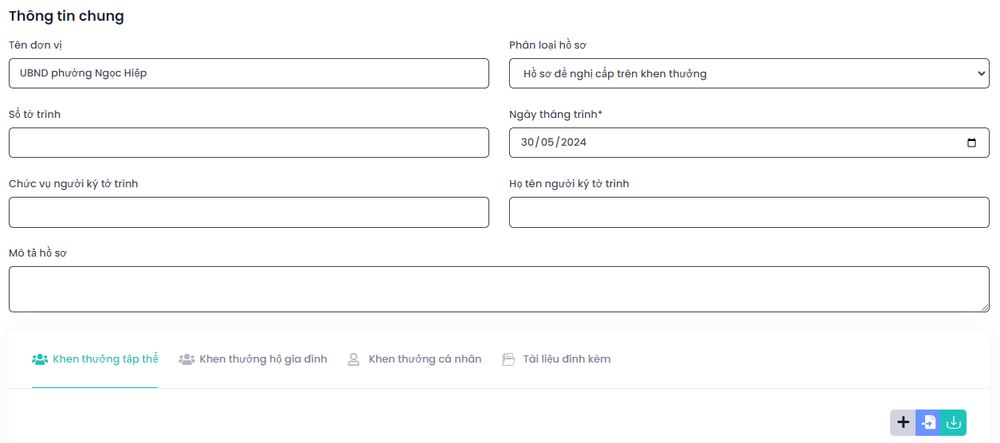 Thông tin chung
Tên đơn vị
Phân loại hồ sơ
UBND phường Ngọc Hiệp
Hồ sơ đề nghị cấp trên khen thưởng
Số tờ trình
Ngày tháng trình*
30/05/2024
Chức vụ người ký tờ trình
Họ tên người ký tờ trình
Mô tả hồ sơ
Khen thưởng tập thể
Khen thưởng hộ gia đình
Khen thưởng cá nhân
Tài liệu đính kèm